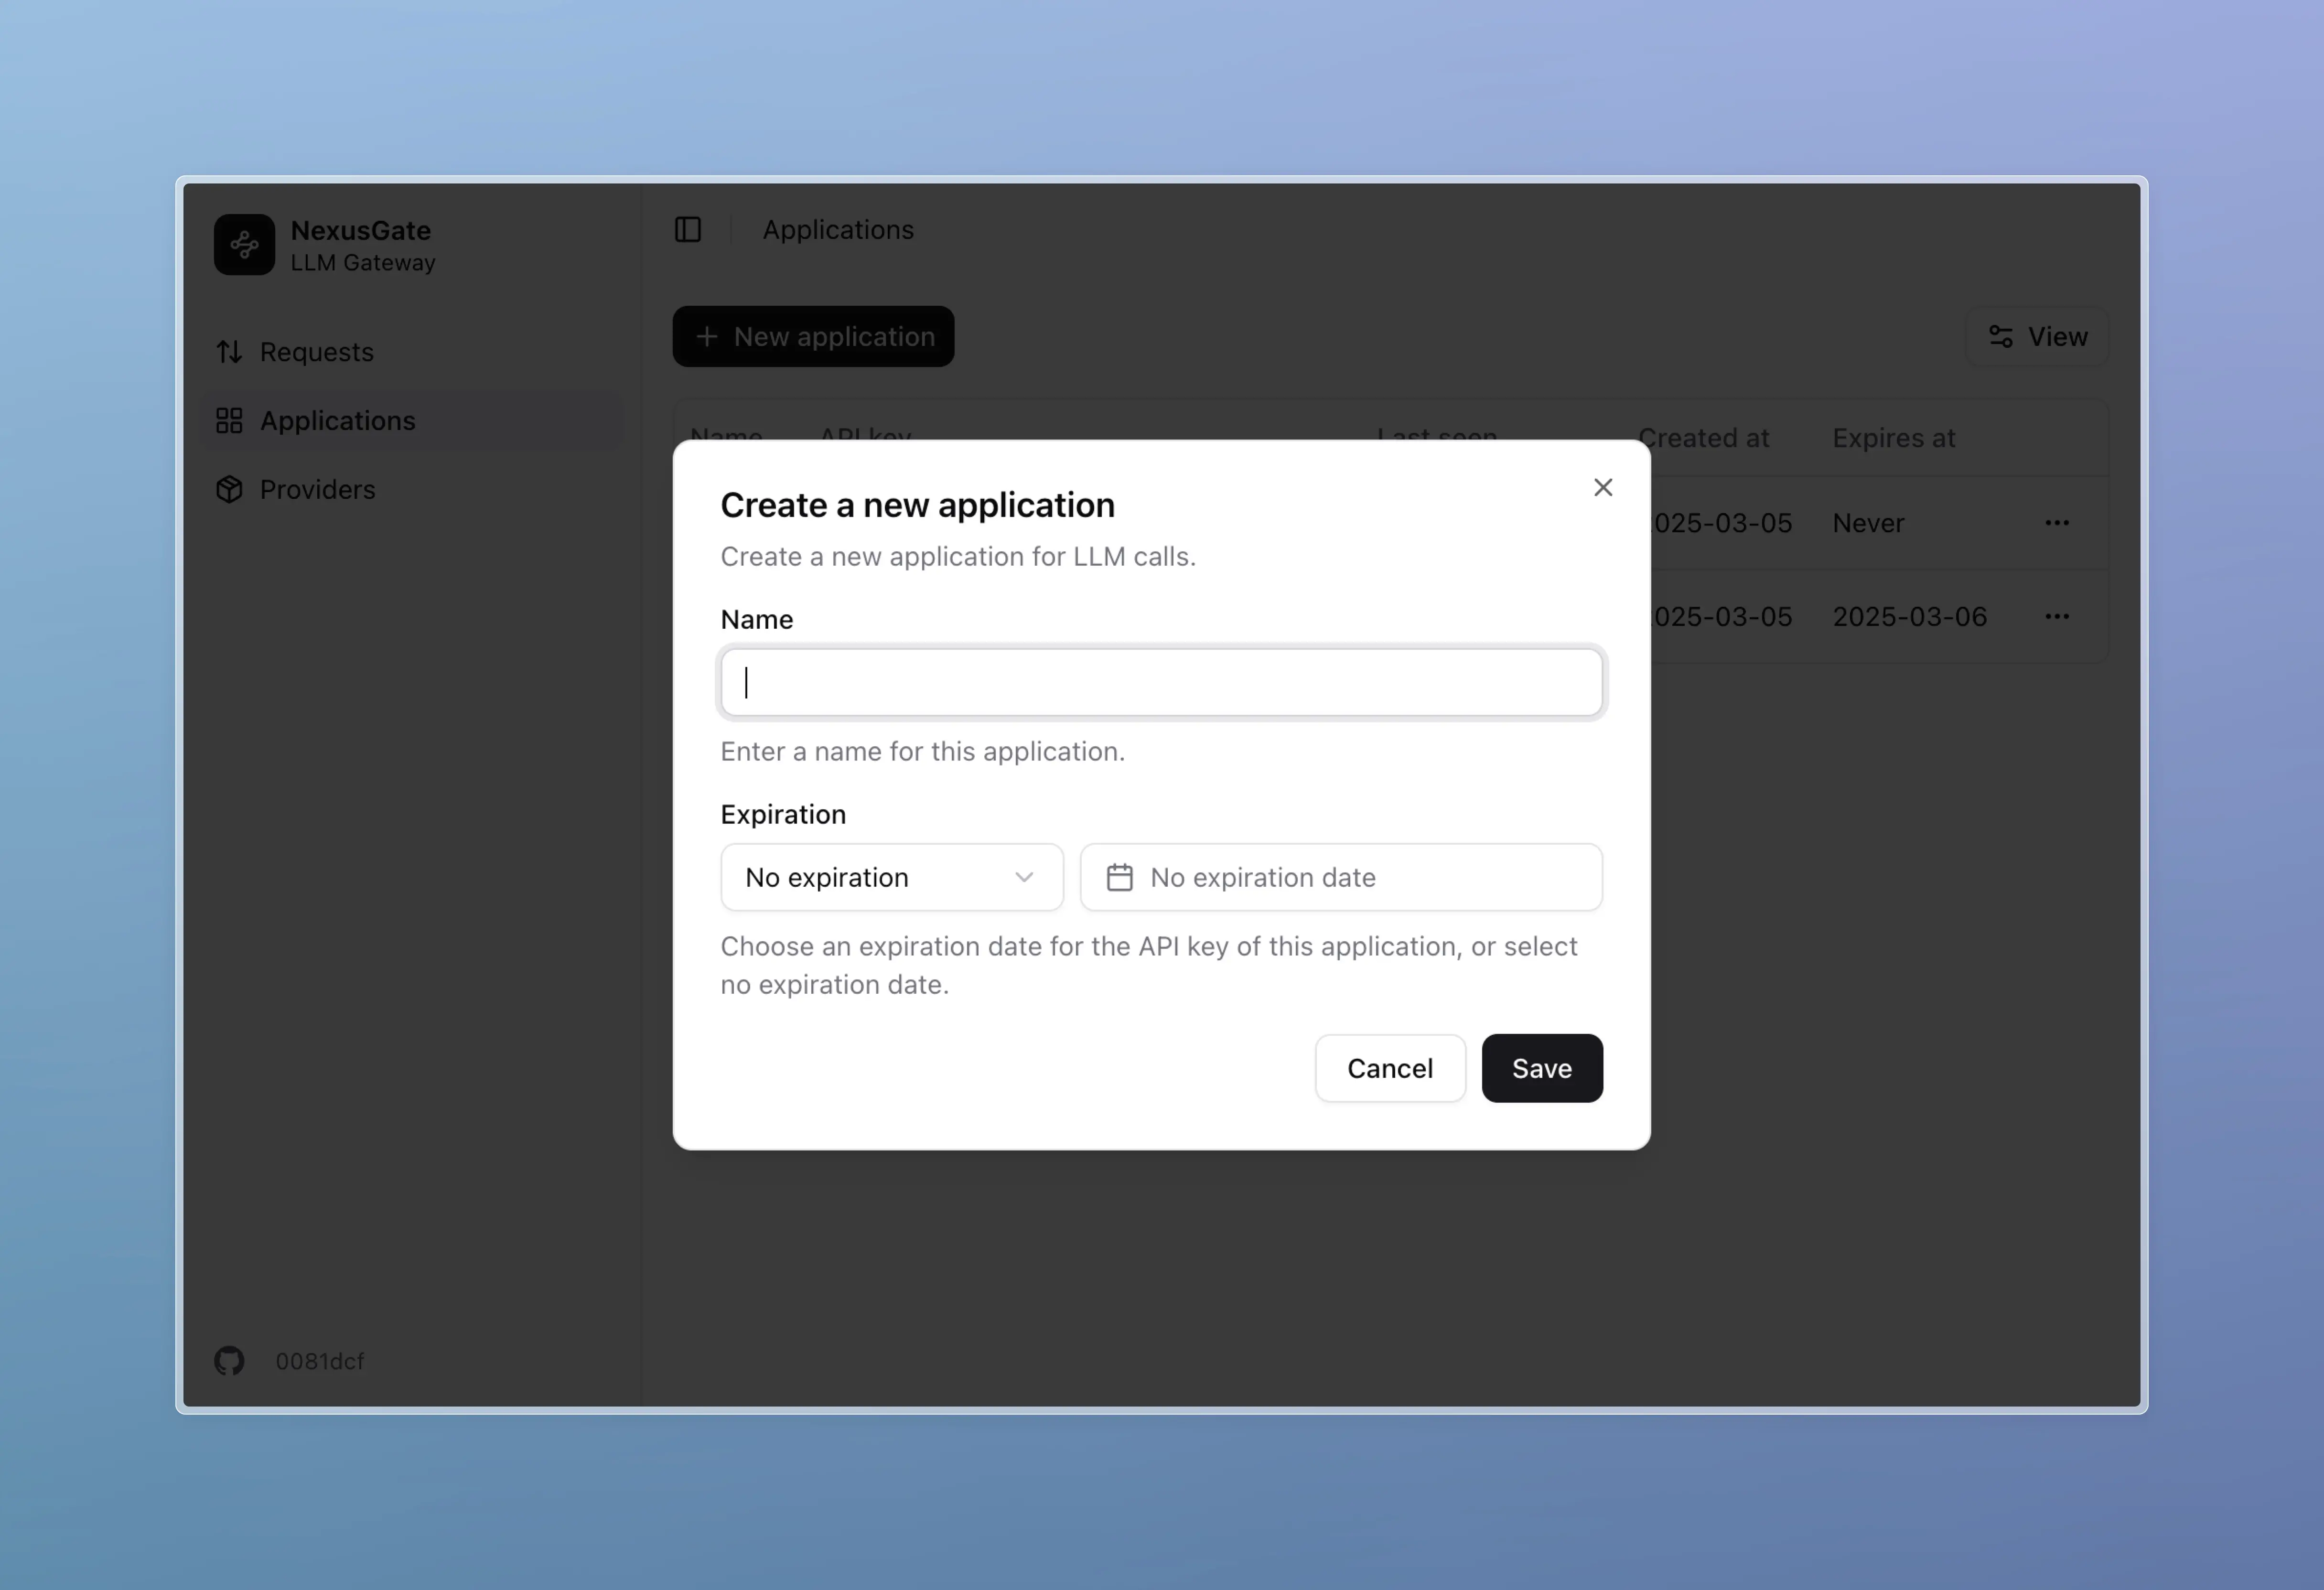 NexusGate
LLM Gateway
Requests
Applications
Providers
0081dcf
Applications
New application
View
Name API key Last seen Created at Expires at
025-03-05 Never
025-03-05 2025-03-06
Create a new application
Create a new application for LLM calls.
Name
Enter a name for this application.
Expiration
No expiration
No expiration date
Choose an expiration date for the API key of this application, or select
no expiration date.
Cancel
Save